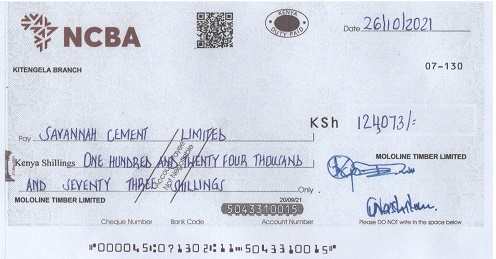 NCBA
KENYA
DUTY PAID
Date 26/10/2021
KITENGELA BRANCH
07-130
Pay SAVANNAH CEMENT LIMITED
KSh 124,073/=
Kenya Shillings ONE HUNDRED AND TWENTY FOUR THOUSAND
AND SEVENTY THREE SHILLINGS Only
Account Payee
Not Negotiable
MOLOLINE TIMBER LIMITED
MOLOLINE TIMBER LIMITED
20/09/21
5043310015
Cheque Number Bank Code Account Number
Please DO NOT write in the space below
⑈000045⑆07⑈130⑆ 5043310015⑈